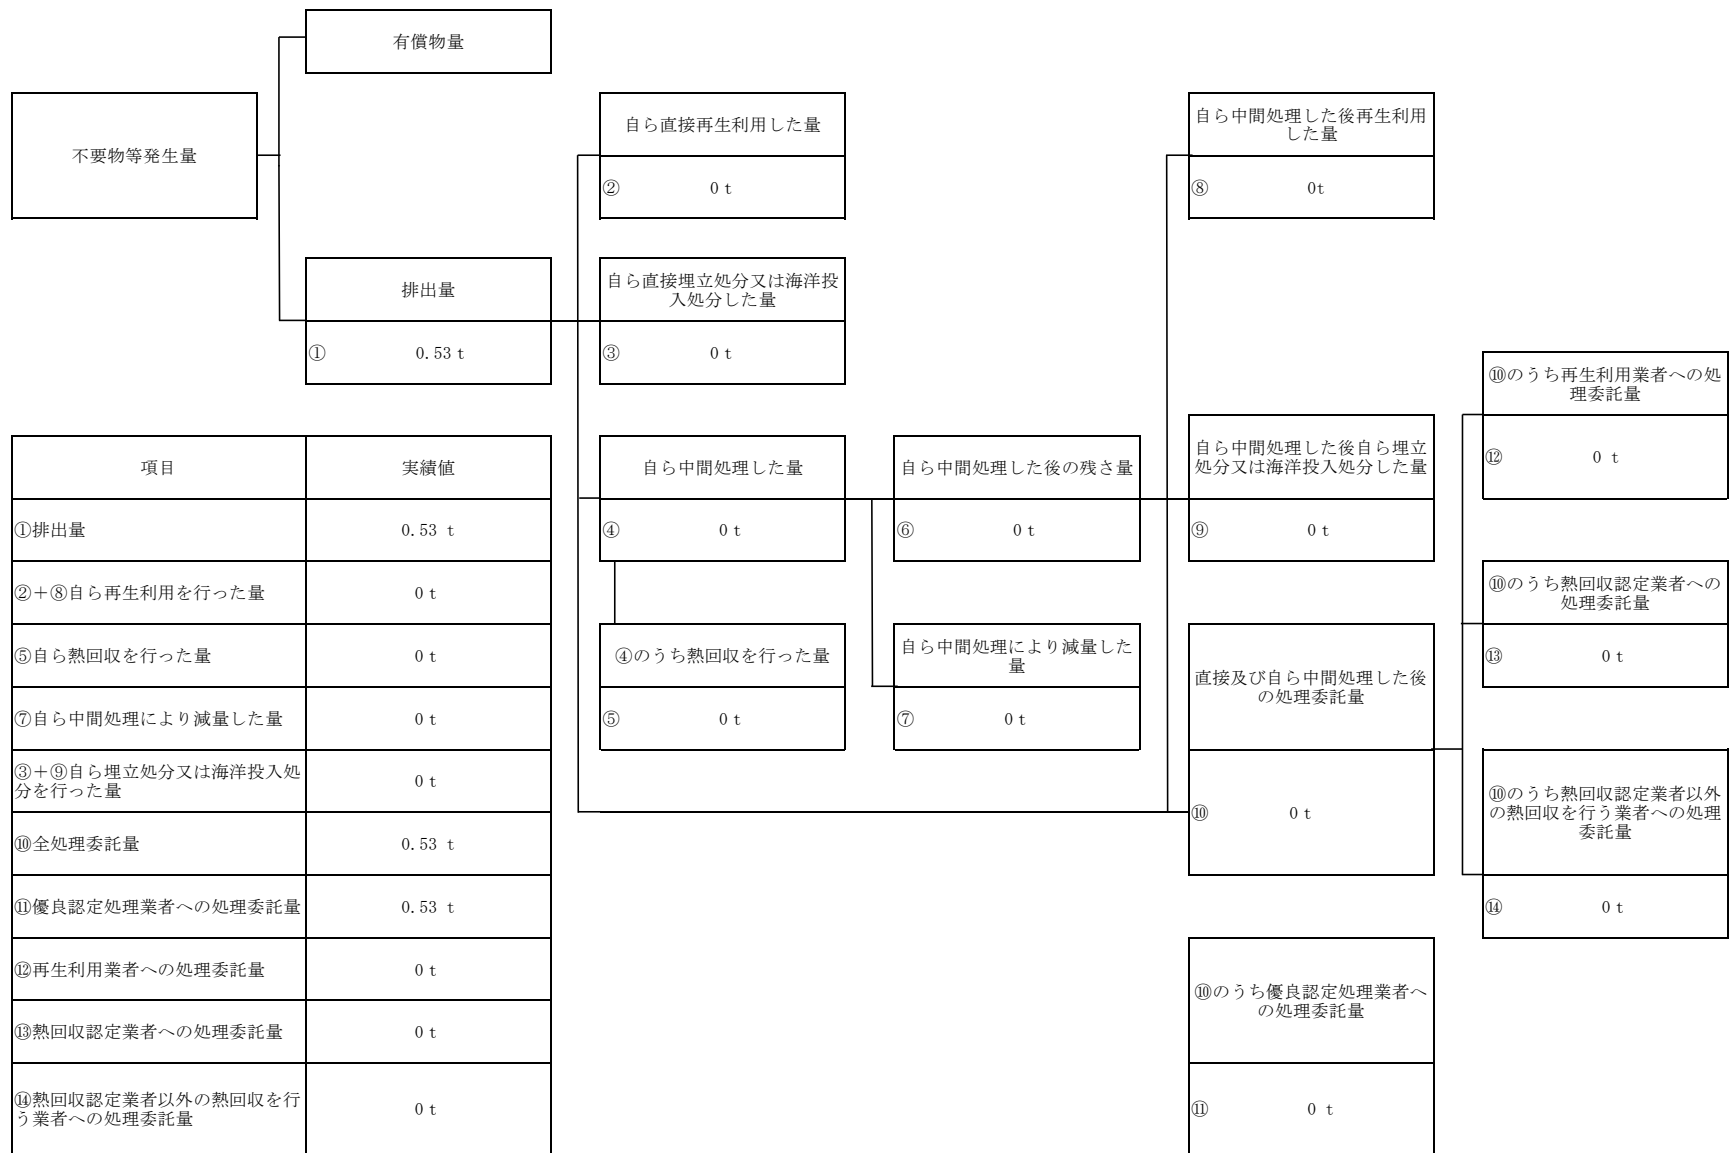 有償物量
不要物等発生量
自ら直接再生利用した量
② 0 t
自ら中間処理した後再生利用
した量
⑧ 0t
排出量
① 0.53 t
自ら直接埋立処分又は海洋投
入処分した量
③ 0 t
⑩のうち再生利用業者への処
理委託量
⑫ 0 t
自ら中間処理した量
④ 0 t
自ら中間処理した後の残さ量
⑥ 0 t
自ら中間処理した後自ら埋立
処分又は海洋投入処分した量
⑨ 0 t
⑩のうち熱回収認定業者への
処理委託量
⑬ 0 t
④のうち熱回収を行った量
⑤ 0 t
自ら中間処理により減量した
量
⑦ 0 t
直接及び自ら中間処理した後
の処理委託量
⑩ 0 t
⑩のうち熱回収認定業者以外
の熱回収を行う業者への処理
委託量
⑭ 0 t
⑩のうち優良認定処理業者へ
の処理委託量
⑪ 0 t
項目 実績値
①排出量 0.53 t
②＋⑧自ら再生利用を行った量 0 t
⑤自ら熱回収を行った量 0 t
⑦自ら中間処理により減量した量 0 t
③＋⑨自ら埋立処分又は海洋投入処
分を行った量 0 t
⑩全処理委託量 0.53 t
⑪優良認定処理業者への処理委託量 0.53 t
⑫再生利用業者への処理委託量 0 t
⑬熱回収認定業者への処理委託量 0 t
⑭熱回収認定業者以外の熱回収を行
う業者への処理委託量 0 t